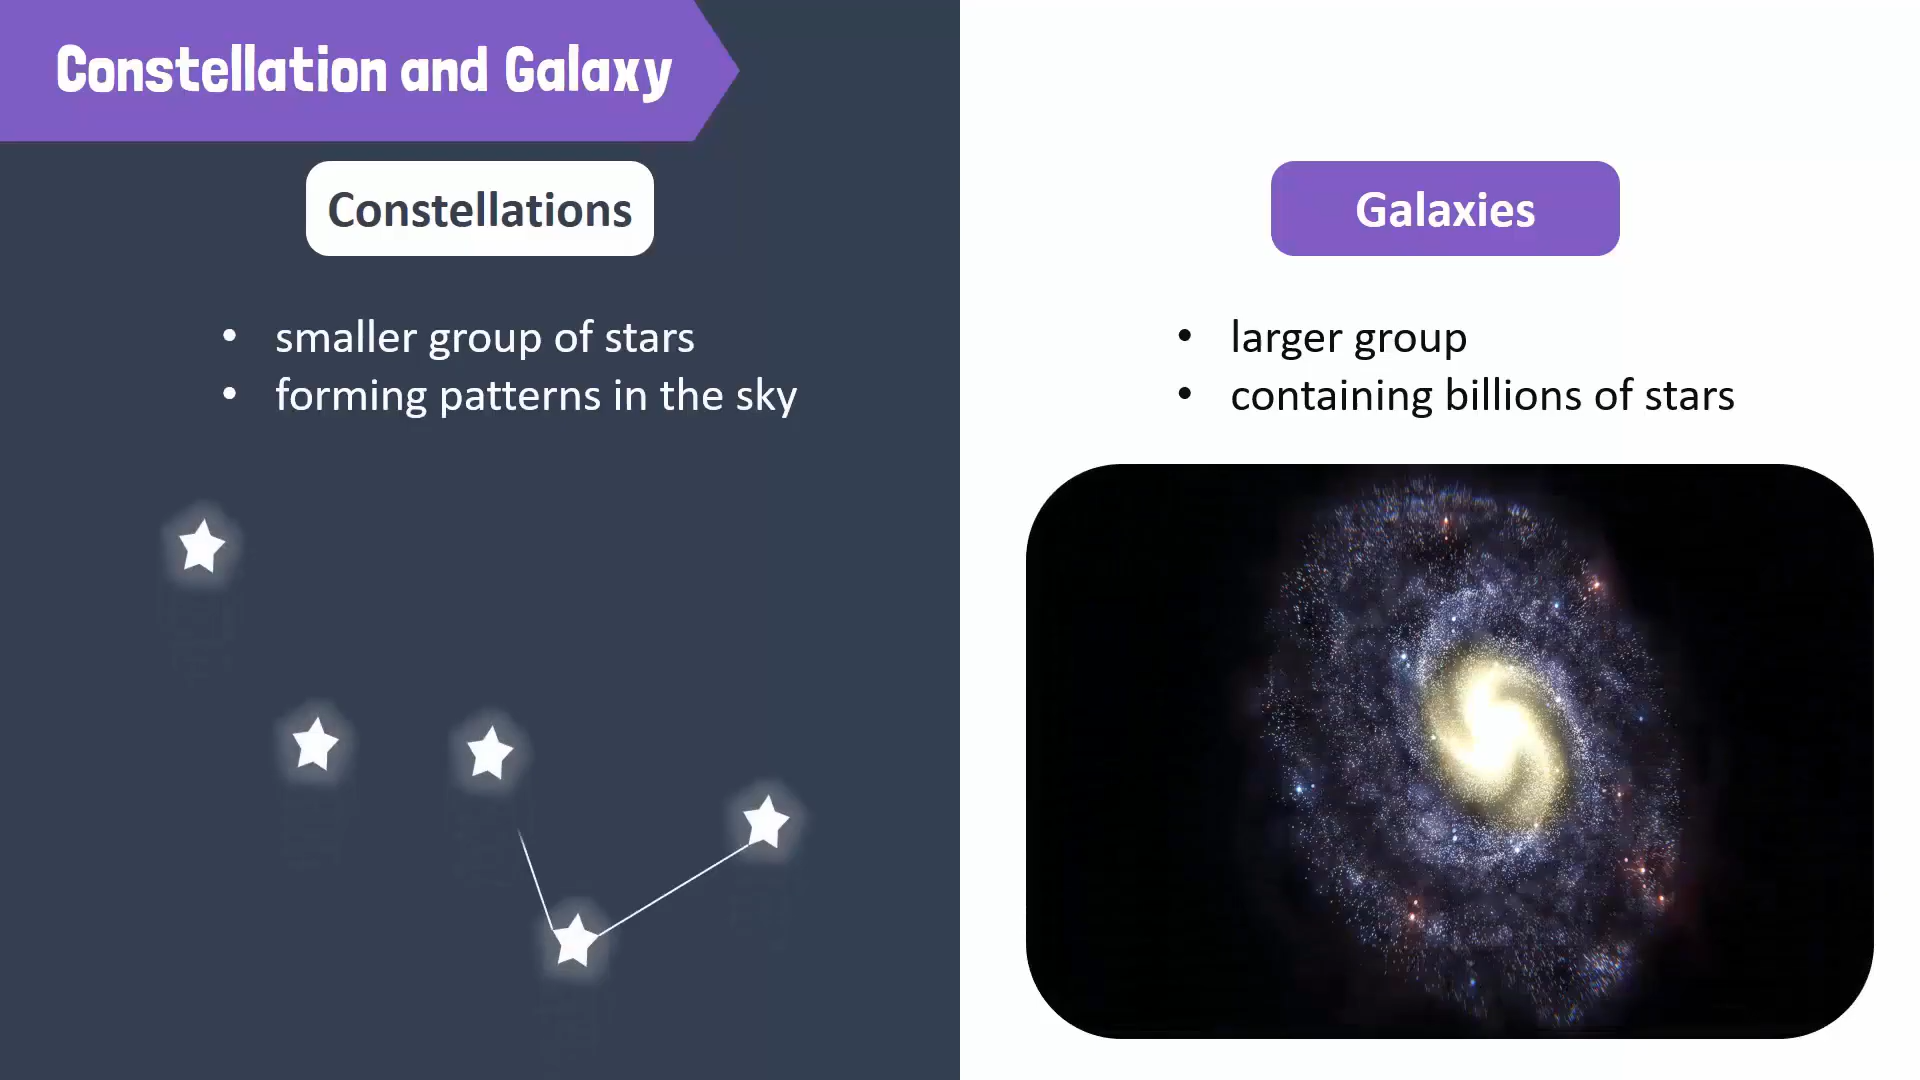 Constellation and Galaxy
Constellations
• smaller group of stars
• forming patterns in the sky
Galaxies
• larger group
• containing billions of stars